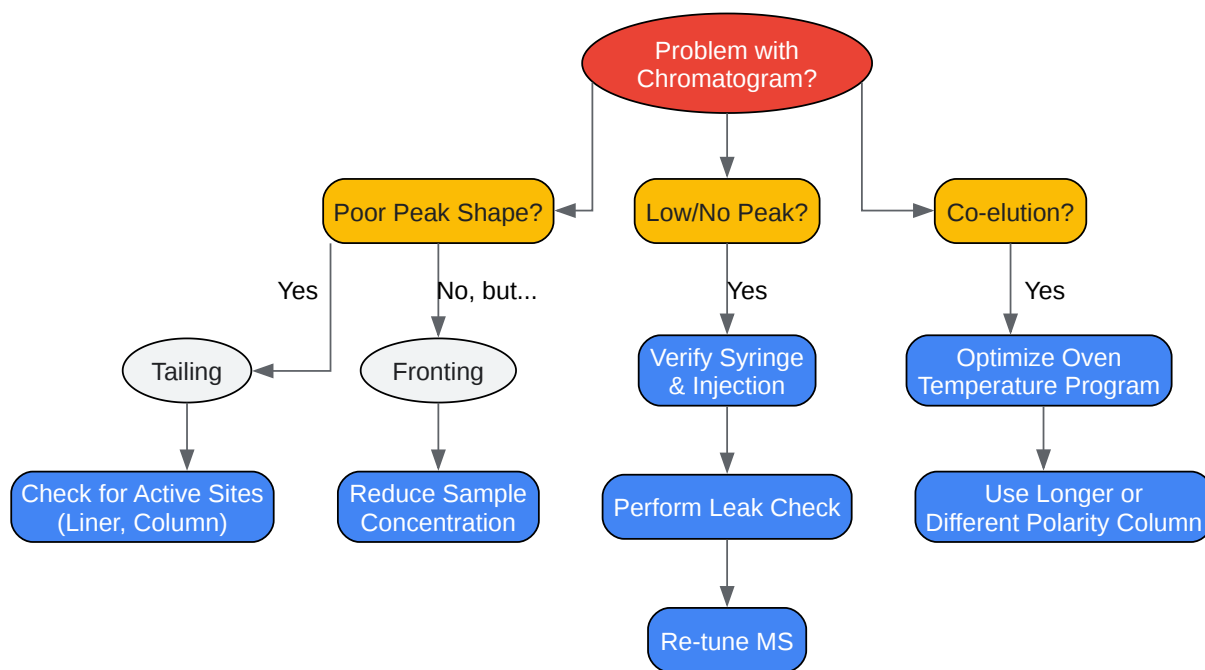 Problem with
Chromatogram?
Poor Peak Shape?
Low/No Peak?
Co-elution?
Yes
No, but...
Yes
Yes
Tailing
Fronting
Verify Syringe
& Injection
Optimize Oven
Temperature Program
Check for Active Sites
(Liner, Column)
Reduce Sample
Concentration
Perform Leak Check
Use Longer or
Different Polarity Column
Re-tune MS